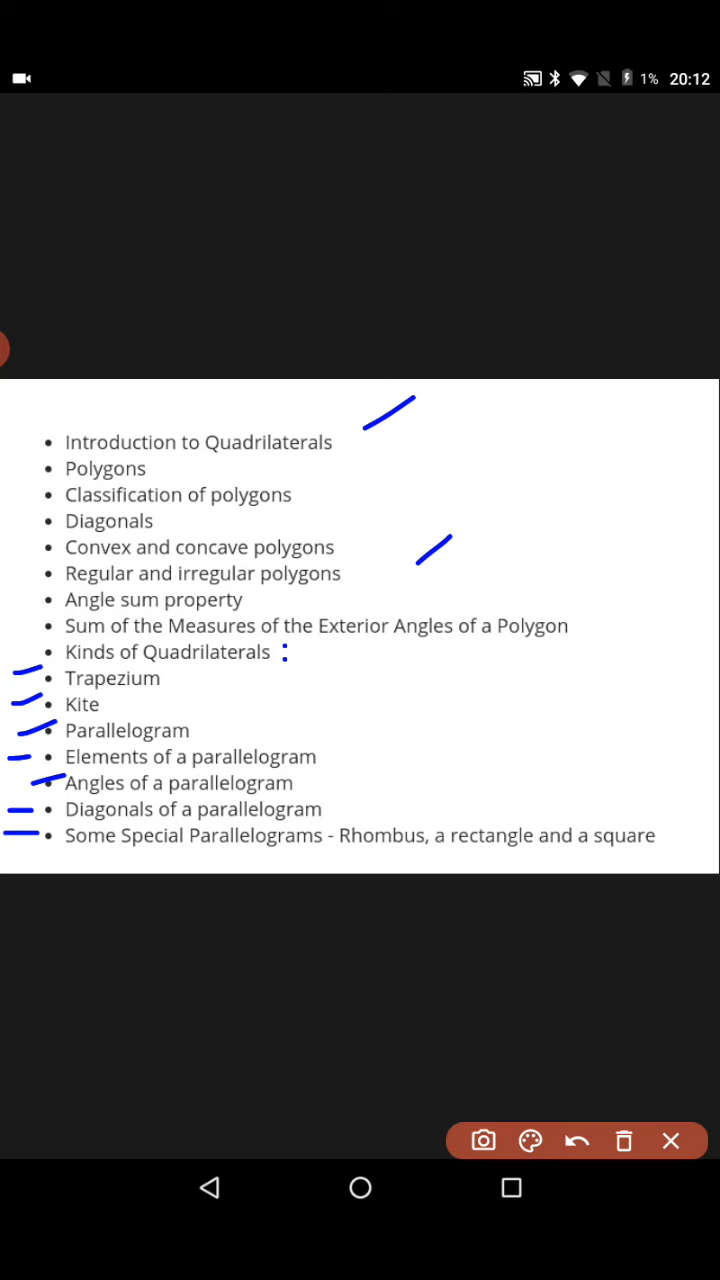 1% 20:12
• Introduction to Quadrilaterals
• Polygons
• Classification of polygons
• Diagonals
• Convex and concave polygons
• Regular and irregular polygons
• Angle sum property
• Sum of the Measures of the Exterior Angles of a Polygon
• Kinds of Quadrilaterals :
• Trapezium
• Kite
• Parallelogram
• Elements of a parallelogram
• Angles of a parallelogram
• Diagonals of a parallelogram
• Some Special Parallelograms - Rhombus, a rectangle and a square